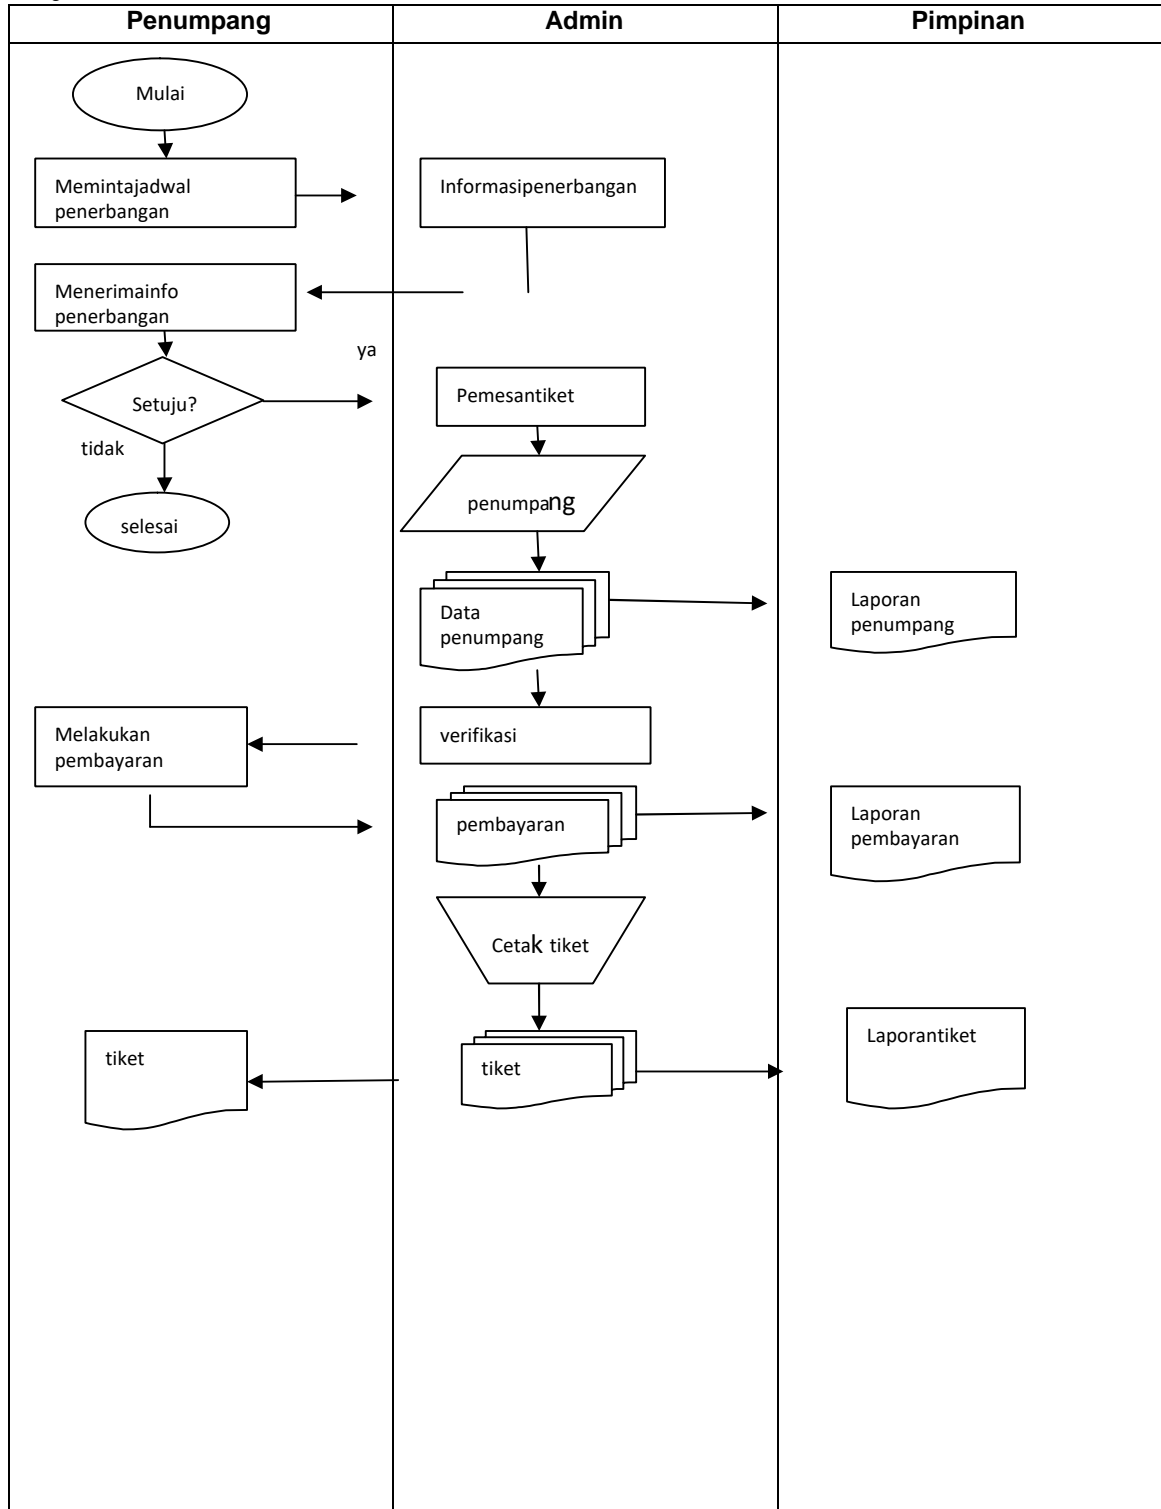 Penumpang
Admin
Pimpinan
Mulai
Memintajadwal
penerbangan
Informasipenerbangan
Menerimainfo
penerbangan
ya
Setuju?
Pemesantiket
tidak
penumpang
selesai
Data
penumpang
Laporan
penumpang
Melakukan
pembayaran
verifikasi
pembayaran
Laporan
pembayaran
Cetak tiket
tiket
tiket
Laporantiket